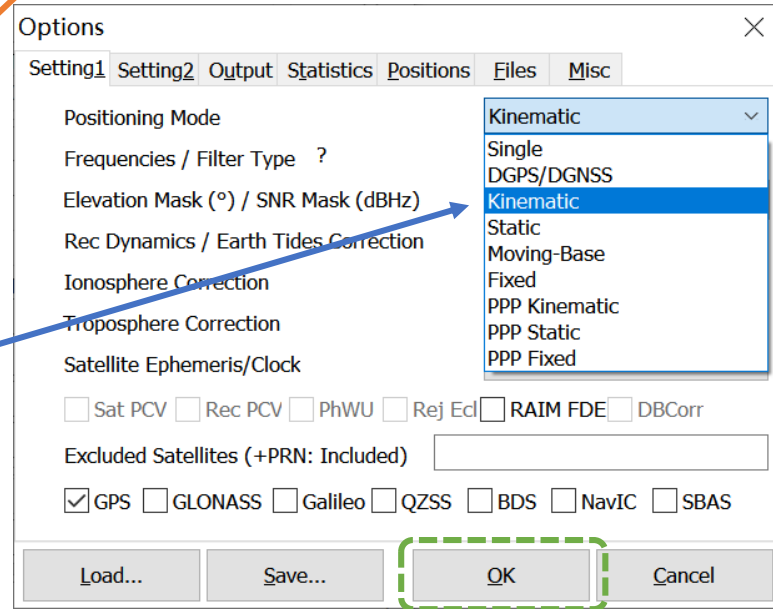 Options
Setting1 Setting2 Output Statistics Positions Files Misc
Positioning Mode Kinematic
Frequencies / Filter Type ?
Elevation Mask (°) / SNR Mask (dBHz)
Rec Dynamics / Earth Tides Correction
Ionosphere Correction
Troposphere Correction
Satellite Ephemeris/Clock
Single
DGPS/DGNSS
Kinematic
Static
Moving-Base
Fixed
PPP Kinematic
PPP Static
PPP Fixed
Sat PCV Rec PCV PhWU Rej Ecl RAIM FDE DBCorr
Excluded Satellites (+PRN: Included)
GPS GLONASS Galileo QZSS BDS NavIC SBAS
Load... Save... OK Cancel